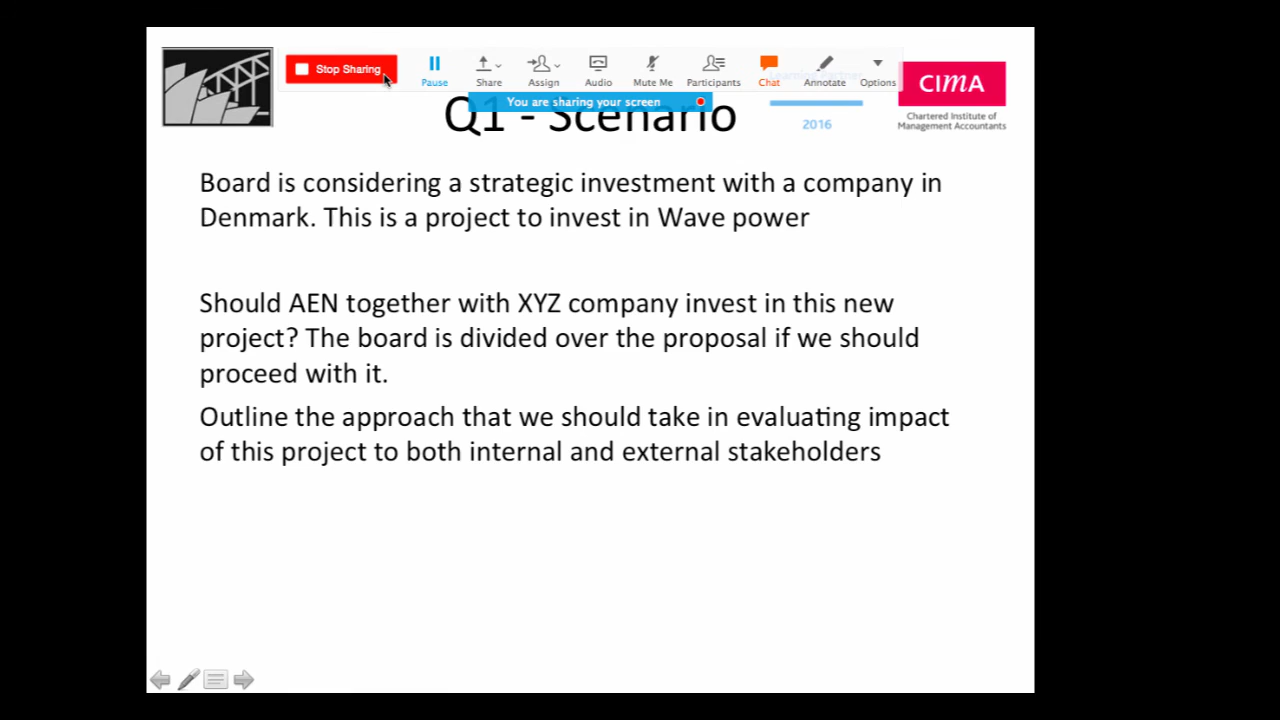 Stop Sharing
Pause
Share
Assign
Audio
Mute Me
Participants
Chat
Annotate
Options
Learning Partner
You are sharing your screen
Q1 - Scenario
2016
CIMA
Chartered Institute of
Management Accountants
Board is considering a strategic investment with a company in
Denmark. This is a project to invest in Wave power
Should AEN together with XYZ company invest in this new
project? The board is divided over the proposal if we should
proceed with it.
Outline the approach that we should take in evaluating impact
of this project to both internal and external stakeholders